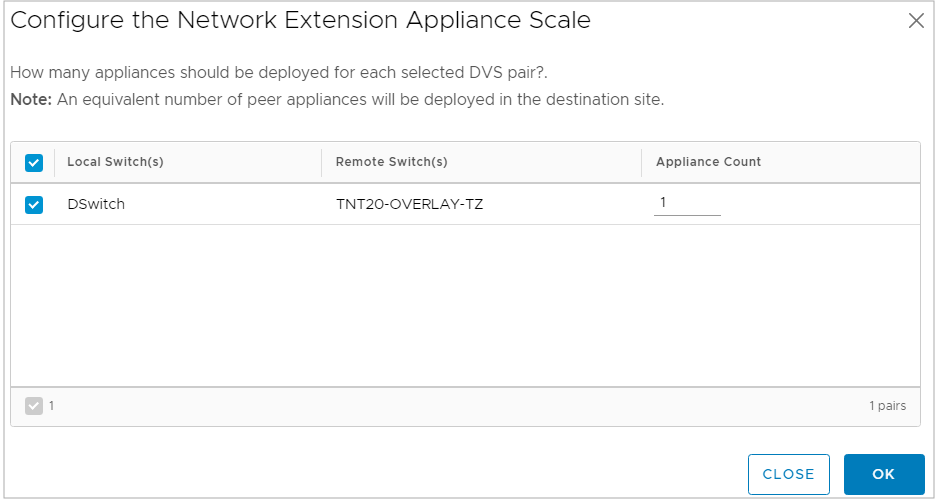 Configure the Network Extension Appliance Scale
How many appliances should be deployed for each selected DVS pair?.
Note: An equivalent number of peer appliances will be deployed in the destination site.
Local Switch(s) Remote Switch(s) Appliance Count
DSwitch TNT20-OVERLAY-TZ 1
1 1 pairs
CLOSE OK